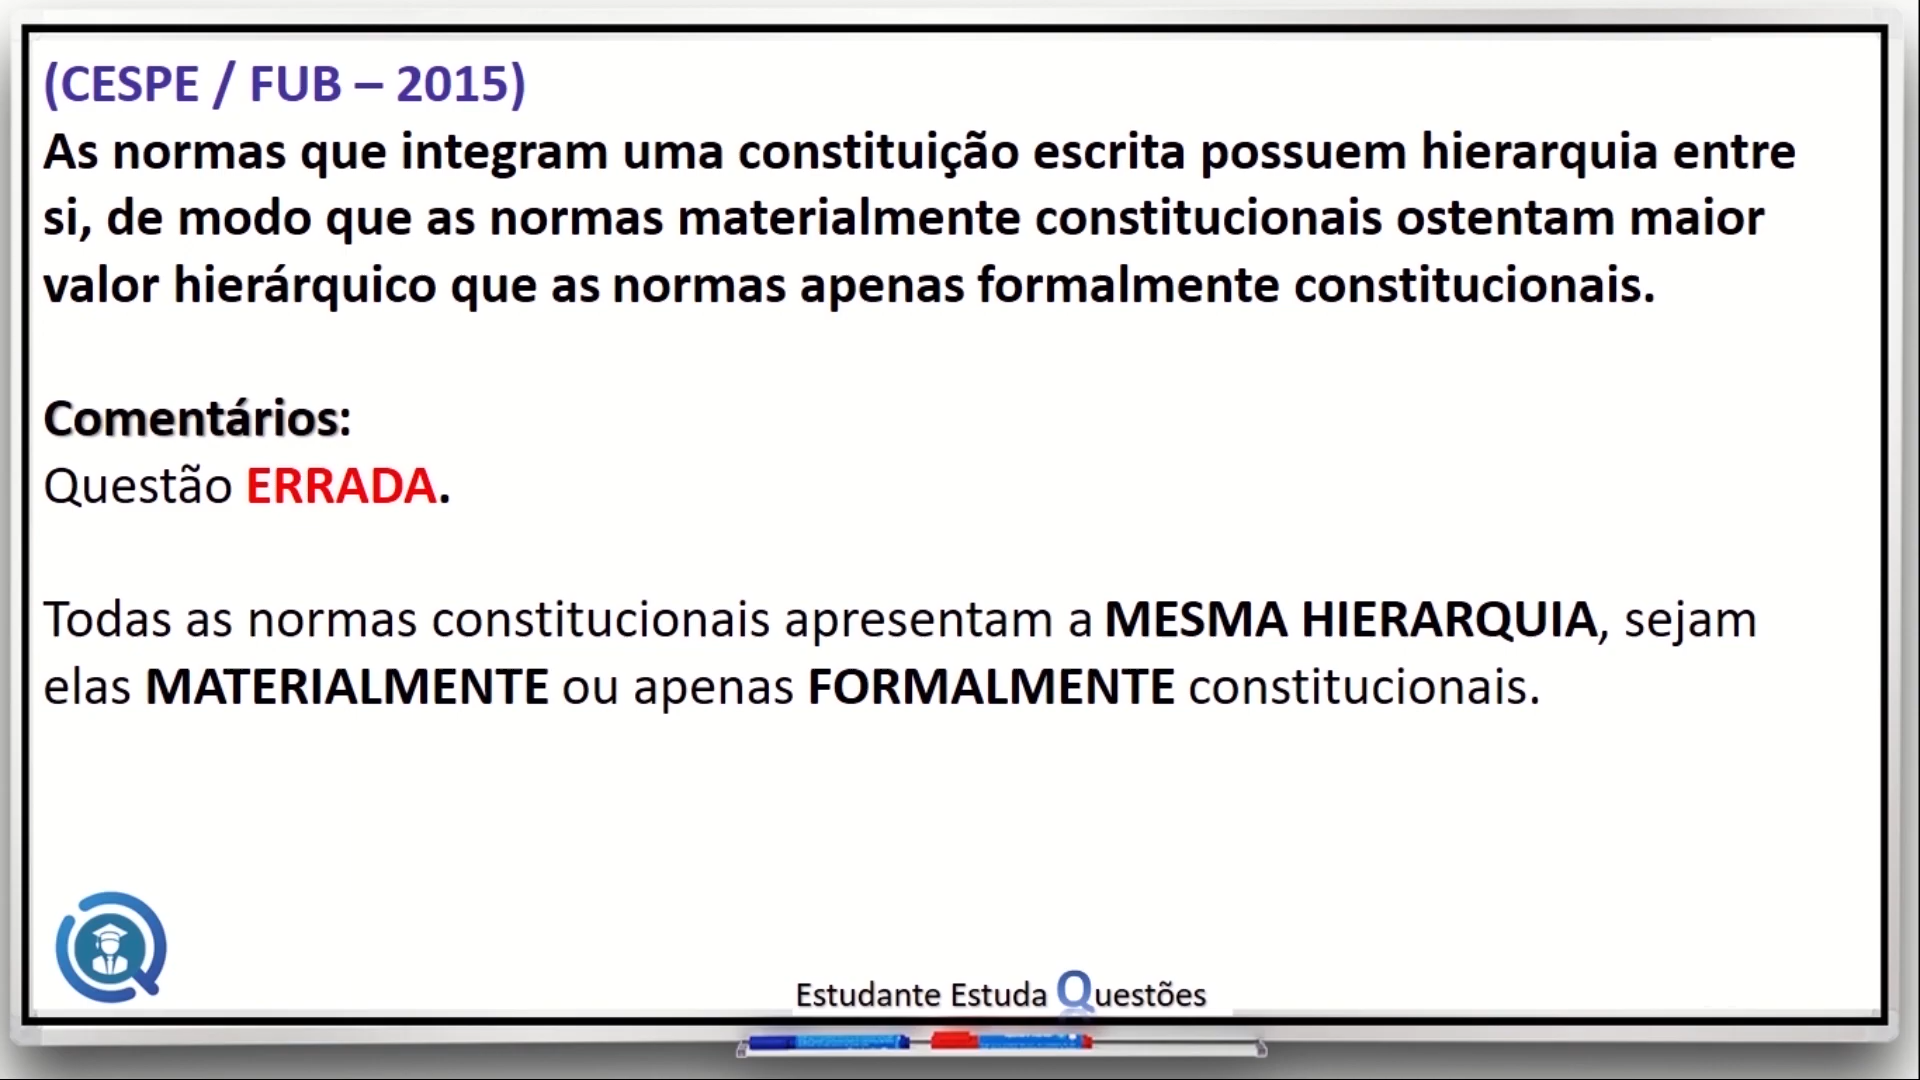 (CESPE / FUB – 2015)
As normas que integram uma constituição escrita possuem hierarquia entre
si, de modo que as normas materialmente constitucionais ostentam maior
valor hierárquico que as normas apenas formalmente constitucionais.
Comentários:
Questão ERRADA.
Todas as normas constitucionais apresentam a MESMA HIERARQUIA, sejam
elas MATERIALMENTE ou apenas FORMALMENTE constitucionais.
Estudante Estuda Questões